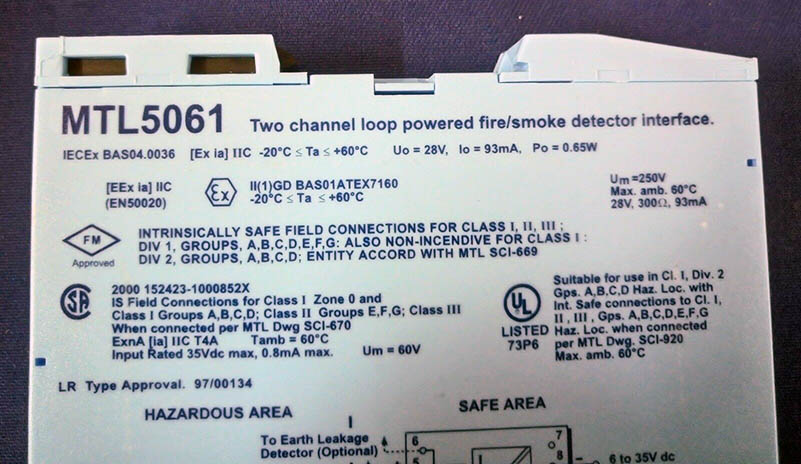 MTL5061 Two channel loop powered fire/smoke detector interface.
IECEx BAS04.0036 [Ex ia] IIC -20°C ≤ Ta ≤ +60°C Uo = 28V, Io = 93mA, Po = 0.65W
[EEx ia] IIC
(EN50020)
Ex
II(1)GD BAS01ATEX7160
-20°C ≤ Ta ≤ +60°C
Um=250V
Max. amb. 60°C
28V, 300Ω, 93mA
FM
Approved
INTRINSICALLY SAFE FIELD CONNECTIONS FOR CLASS I, II, III ;
DIV 1, GROUPS, A,B,C,D,E,F,G: ALSO NON-INCENDIVE FOR CLASS I :
DIV 2, GROUPS, A,B,C,D; ENTITY ACCORD WITH MTL SCI-669
SA
2000 152423-1000852X
IS Field Connections for Class I Zone 0 and
Class I Groups A,B,C,D; Class II Groups E,F,G; Class III
When connected per MTL Dwg SCI-670
ExnA [ia] IIC T4A Tamb = 60°C
Input Rated 35Vdc max, 0.8mA max. Um = 60V
UL
LISTED
73P6
Suitable for use in Cl. I, Div. 2
Gps. A,B,C,D Haz. Loc. with
Int. Safe connections to Cl. I,
II , III , Gps. A,B,C,D,E,F,G
Haz. Loc. when connected
per MTL Dwg. SCI-920
Max. amb. 60°C
LR Type Approval. 97/00134
HAZARDOUS AREA
SAFE AREA
To Earth Leakage
Detector (Optional)
6
5
7
8
6 to 35V dc